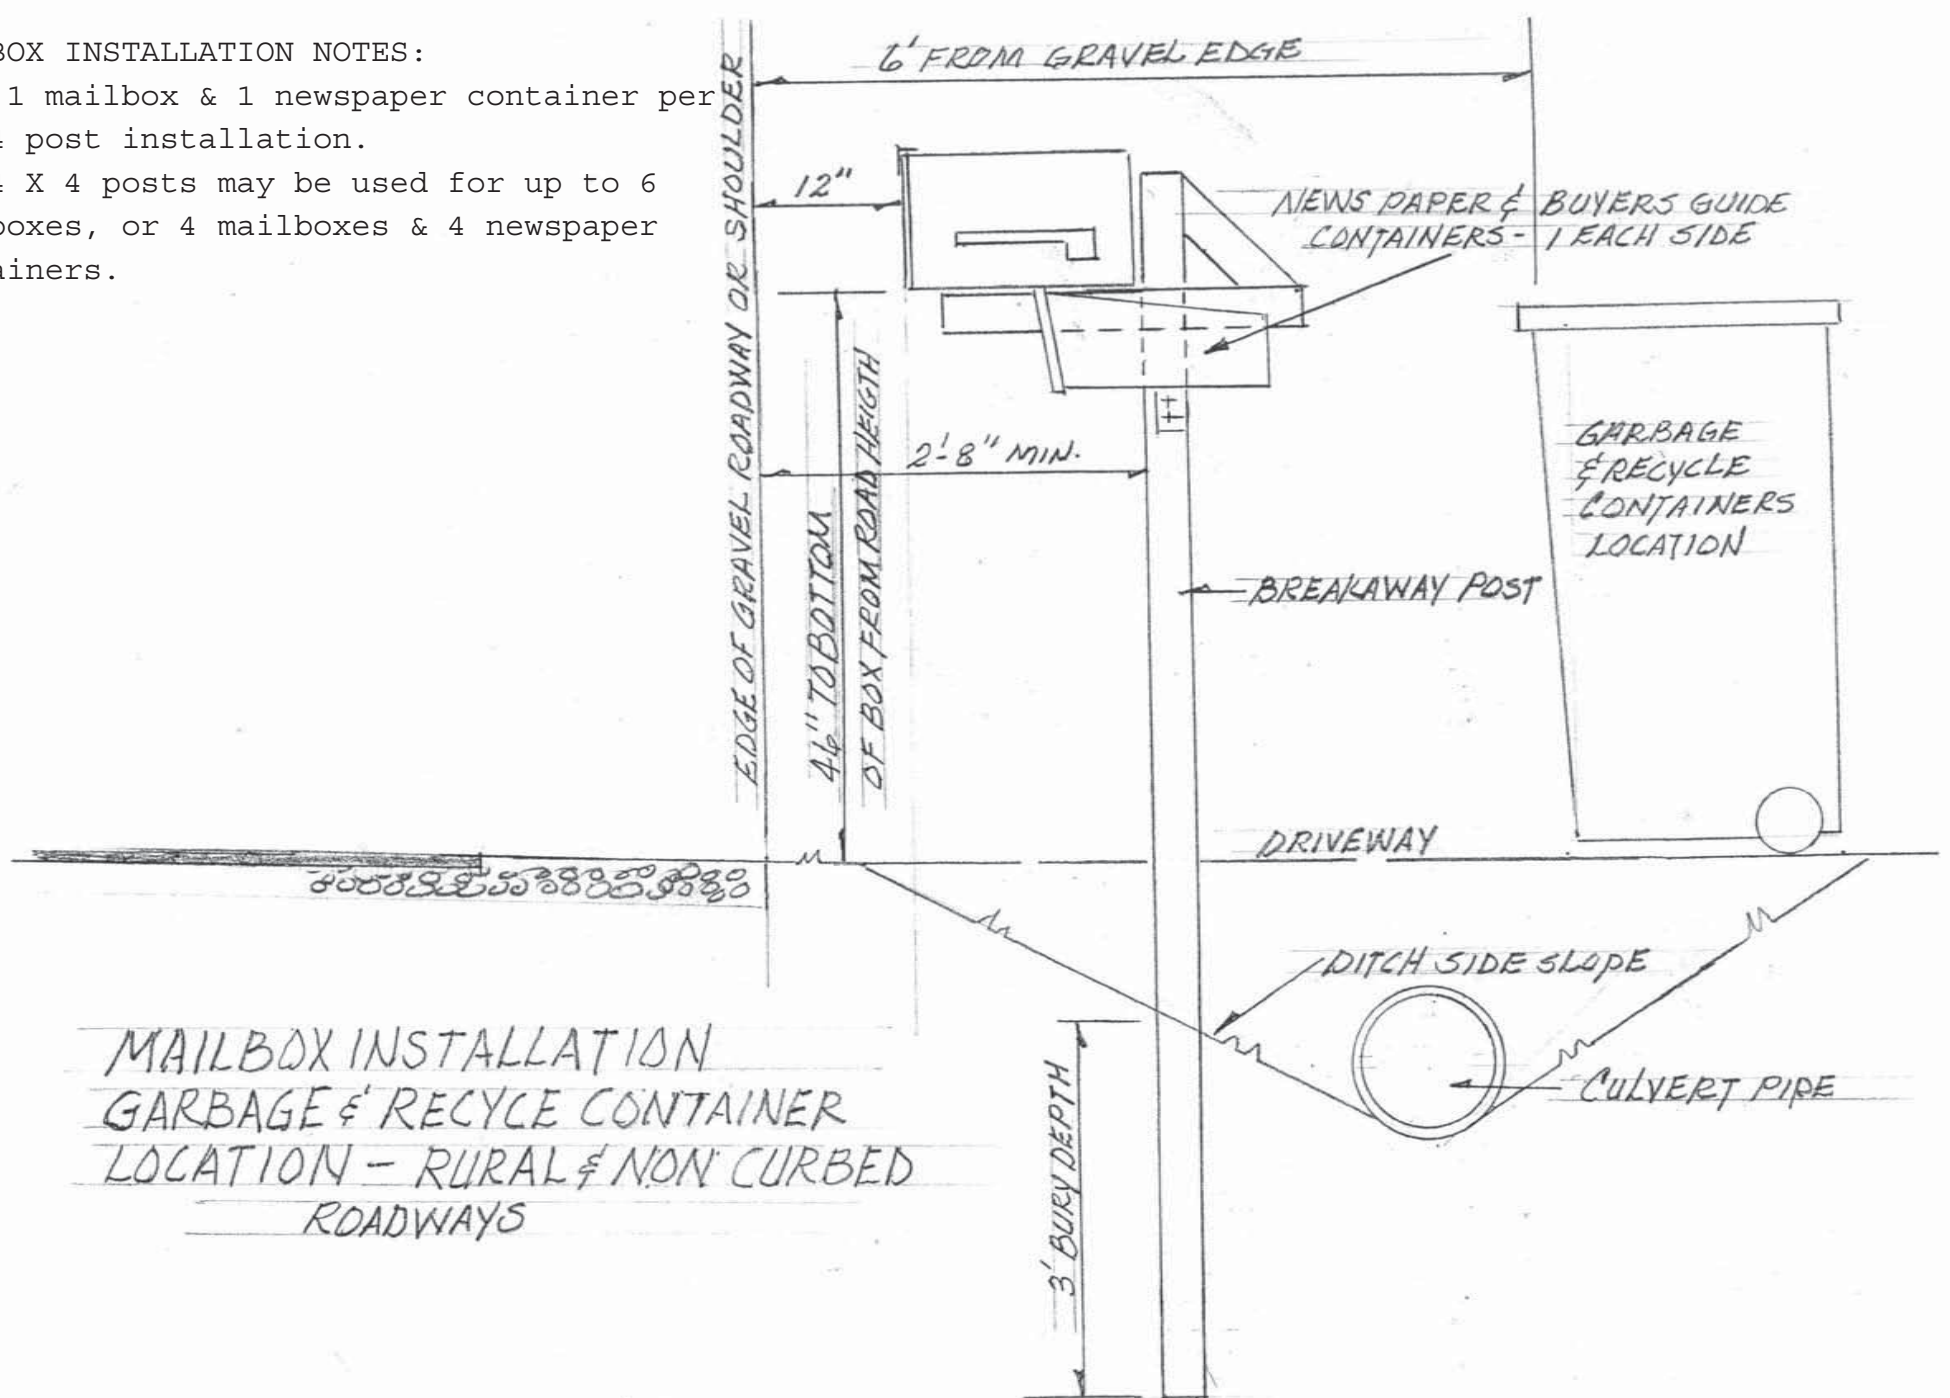 BOX INSTALLATION NOTES:
1 mailbox & 1 newspaper container per
post installation.
X 4 posts may be used for up to 6
boxes, or 4 mailboxes & 4 newspaper
ainers.
6' FROM GRAVEL EDGE
EDGE OF GRAVEL ROADWAY OR SHOULDER
12"
NEWS PAPER & BUYERS GUIDE
CONTAINERS - 1 EACH SIDE
46" TO BOTTOM
OF BOX FROM ROAD HEIGTH
2'-8" MIN.
GARBAGE
& RECYCLE
CONTAINERS
LOCATION
BREAKAWAY POST
DRIVEWAY
DITCH SIDE SLOPE
CULVERT PIPE
3' BURY DEPTH
MAILBOX INSTALLATION
GARBAGE & RECYCE CONTAINER
LOCATION - RURAL & NON CURBED
ROADWAYS